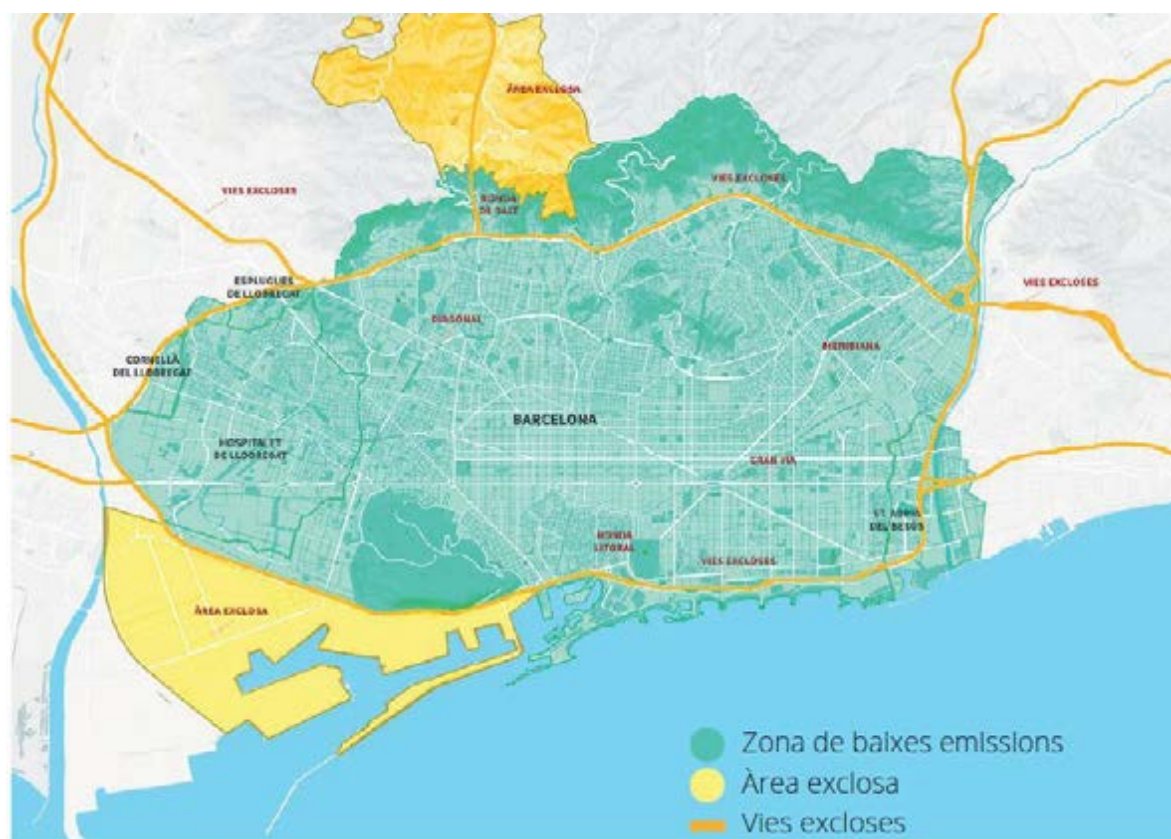 ÀREA EXCLOSA
VIES EXCLOSES
VIES EXCLOSES
RONDA
DE DALT
ESPLUGUES
DE LLOBREGAT
VIES EXCLOSES
DIAGONAL
MERIDIANA
CORNELLÀ
DEL LLOBREGAT
BARCELONA
HOSPITALET
DE LLOBREGAT
GRAN VIA
ST. ADRIÀ
DEL BESÒS
RONDA
LITORAL
VIES EXCLOSES
ÀREA EXCLOSA
Zona de baixes emissions
Àrea exclosa
Vies excloses